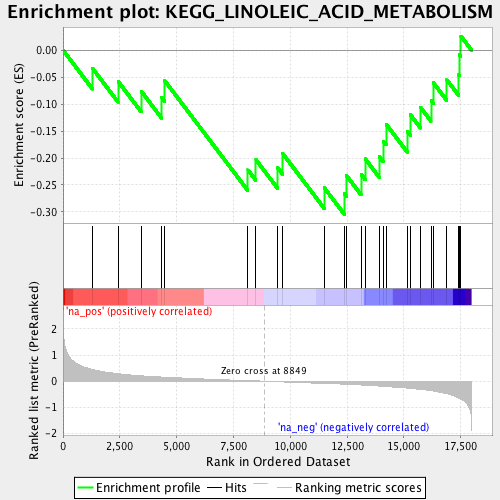 Enrichment plot: KEGG_LINOLEIC_ACID_METABOLISM
Enrichment score (ES)
0.00
-0.05
-0.10
-0.15
-0.20
-0.25
-0.30
'na_pos' (positively correlated)
Ranked list metric (PreRanked)
2
1
0
-1
-2
Zero cross at 8849
'na_neg' (negatively correlated)
0
2,500
5,000
7,500
10,000
12,500
15,000
17,500
Rank in Ordered Dataset
Enrichment profile
Hits
Ranking metric scores